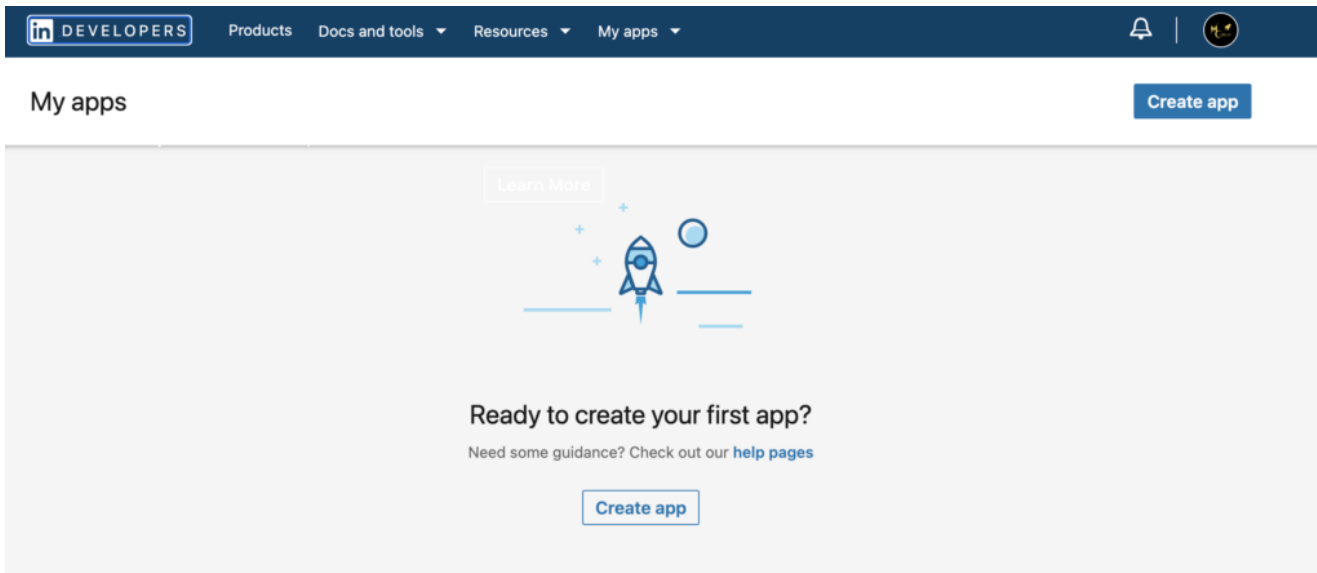 in DEVELOPERS Products Docs and tools Resources My apps
My apps Create app
Learn More
Ready to create your first app?
Need some guidance? Check out our help pages
Create app